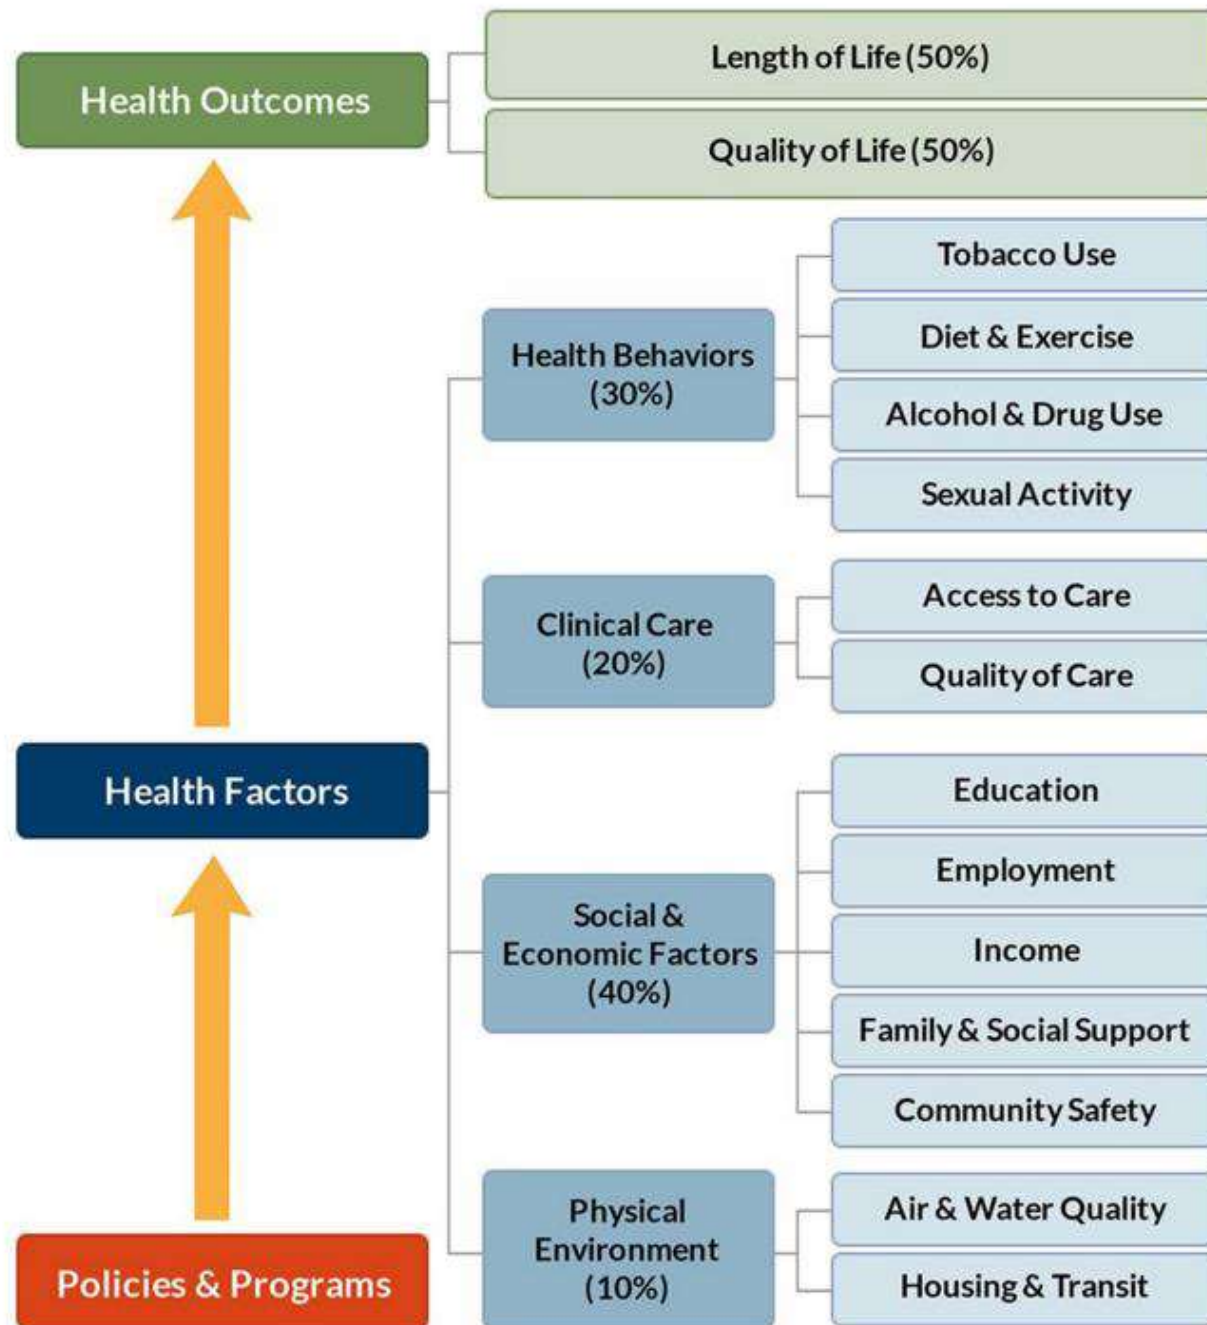 Health Outcomes
Length of Life (50%)
Quality of Life (50%)
Health Factors
Health Behaviors
(30%)
Tobacco Use
Diet & Exercise
Alcohol & Drug Use
Sexual Activity
Clinical Care
(20%)
Access to Care
Quality of Care
Social &
Economic Factors
(40%)
Education
Employment
Income
Family & Social Support
Community Safety
Physical
Environment
(10%)
Air & Water Quality
Housing & Transit
Policies & Programs